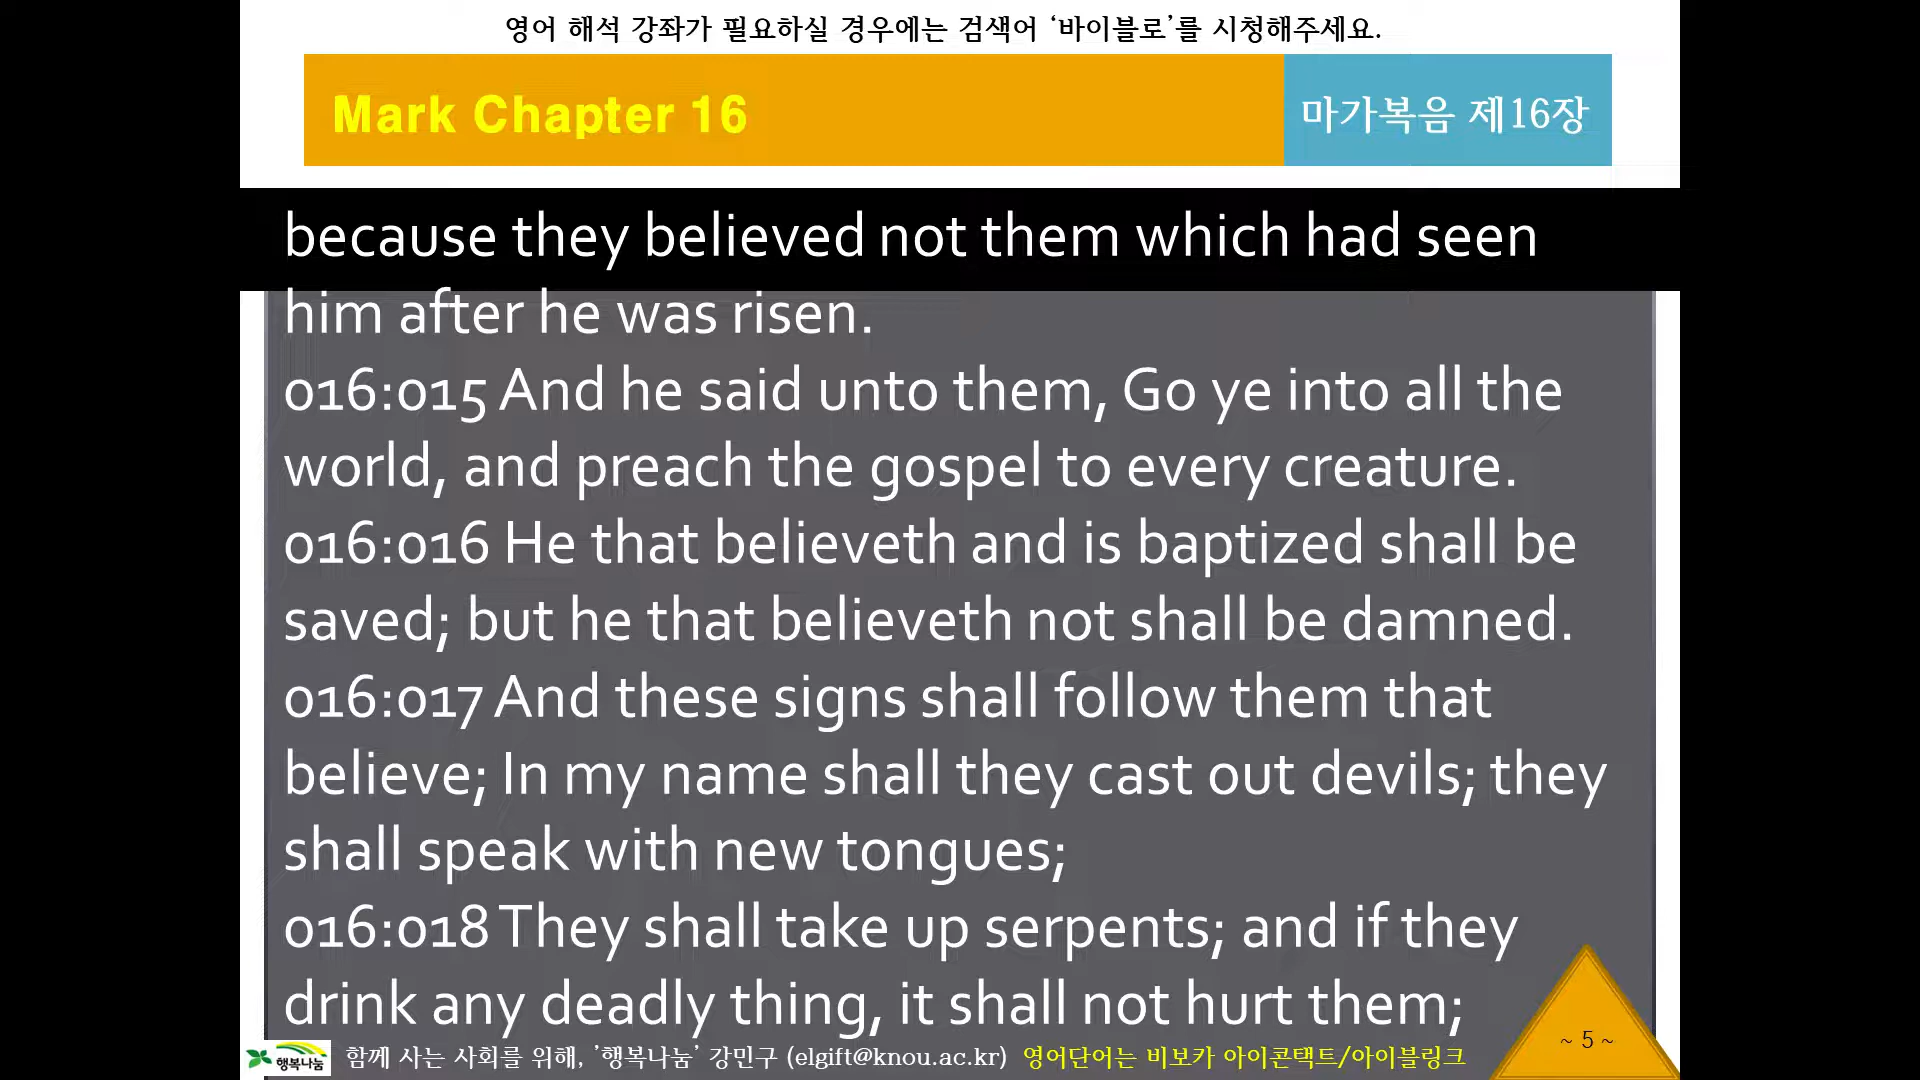 영어 해석 강좌가 필요하실 경우에는 검색어 ‘바이블로’를 시청해주세요.
Mark Chapter 16
마가복음 제16장
because they believed not them which had seen
him after he was risen.
016:015 And he said unto them, Go ye into all the
world, and preach the gospel to every creature.
016:016 He that believeth and is baptized shall be
saved; but he that believeth not shall be damned.
016:017 And these signs shall follow them that
believe; In my name shall they cast out devils; they
shall speak with new tongues;
016:018 They shall take up serpents; and if they
drink any deadly thing, it shall not hurt them;
~ 5 ~
행복나눔
함께 사는 사회를 위해, ’행복나눔’ 강민구 (elgift@knou.ac.kr) 영어단어는 비보카 아이콘택트/아이블링크